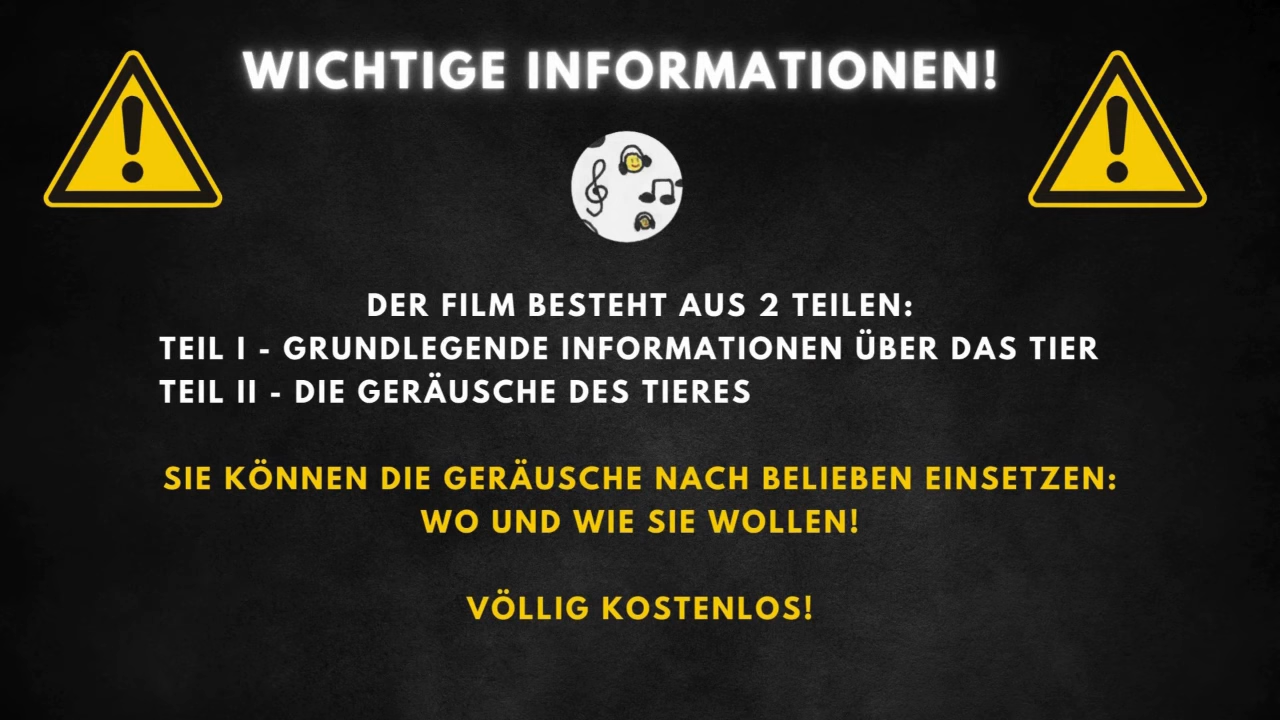 WICHTIGE INFORMATIONEN!
DER FILM BESTEHT AUS 2 TEILEN:
TEIL I - GRUNDLEGENDE INFORMATIONEN ÜBER DAS TIER
TEIL II - DIE GERÄUSCHE DES TIERES
SIE KÖNNEN DIE GERÄUSCHE NACH BELIEBEN EINSETZEN:
WO UND WIE SIE WOLLEN!
VÖLLIG KOSTENLOS!